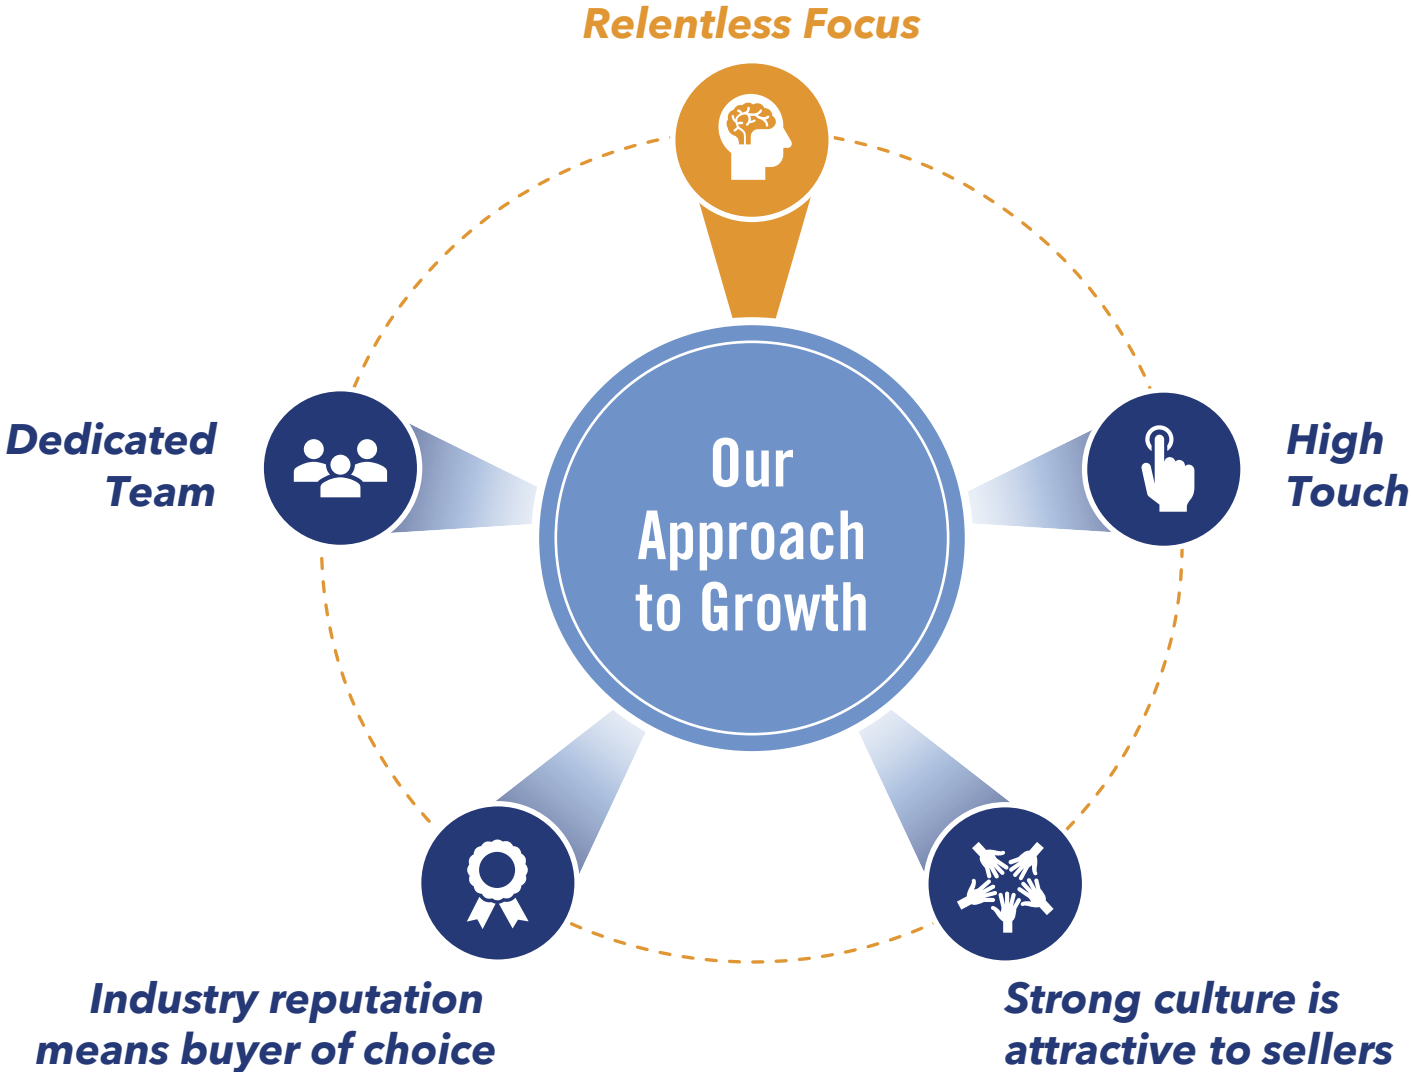 Relentless Focus
Dedicated
Team
Our
Approach
to Growth
High
Touch
Industry reputation
means buyer of choice
Strong culture is
attractive to sellers